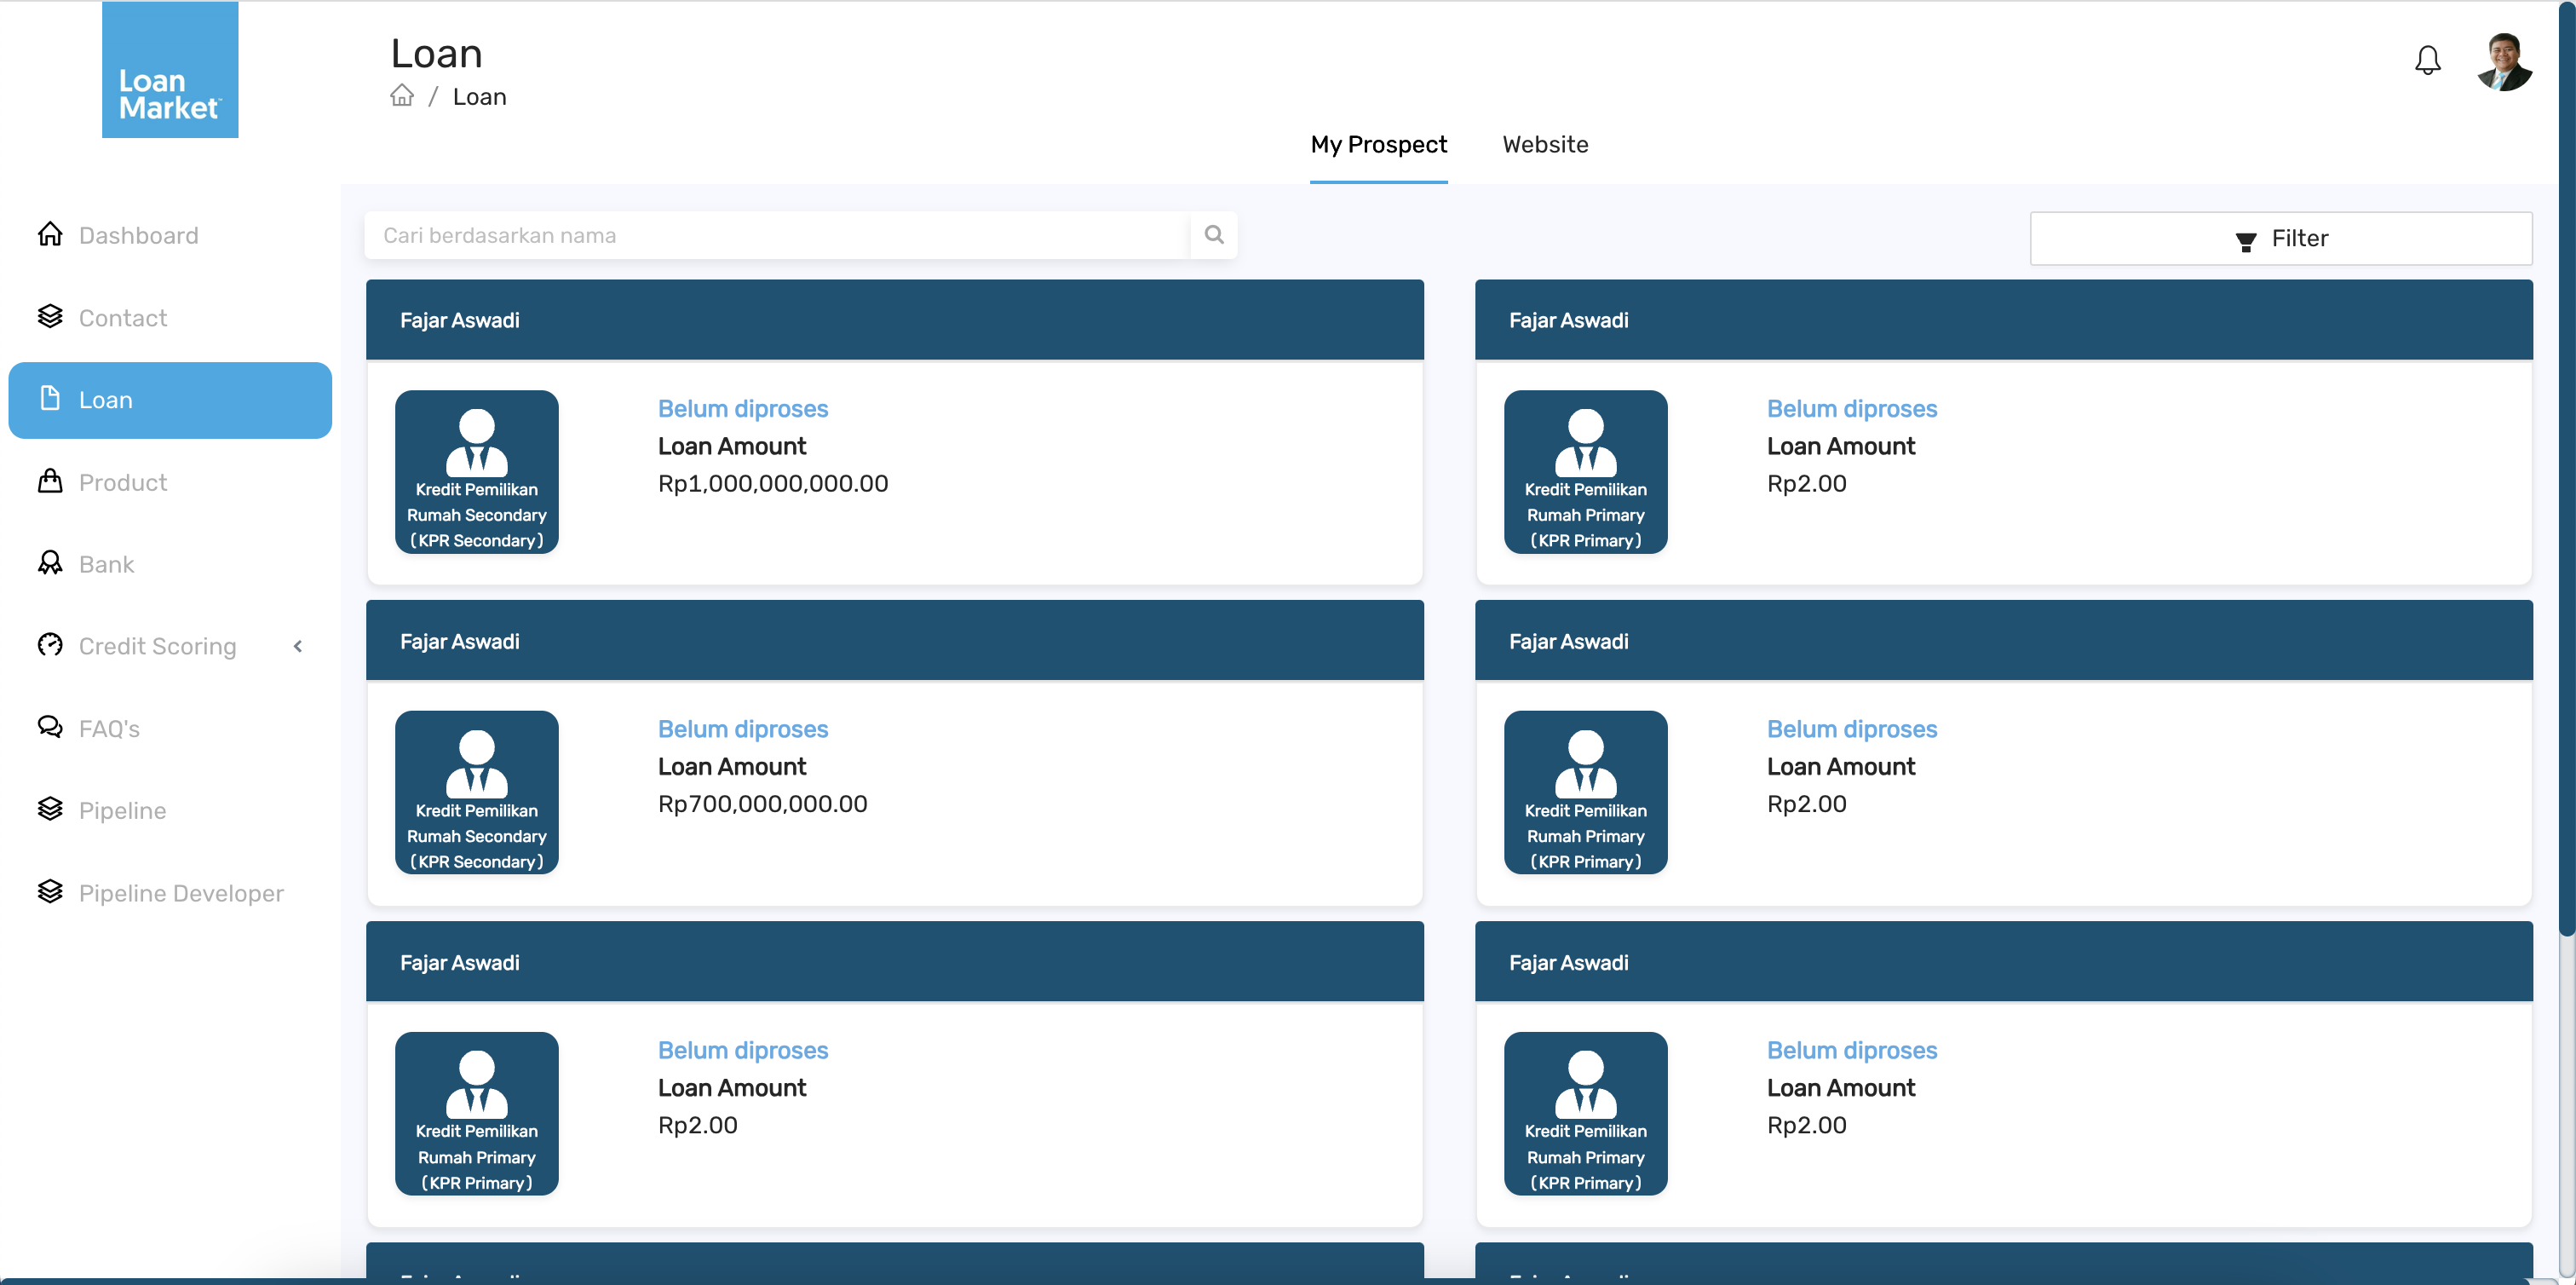 Loan
Market
Loan
/ Loan
My Prospect
Website
Dashboard
Contact
Loan
Product
Bank
Credit Scoring
FAQ's
Pipeline
Pipeline Developer
Cari berdasarkan nama
Filter
Fajar Aswadi
Kredit Pemilikan
Rumah Secondary
(KPR Secondary)
Belum diproses
Loan Amount
Rp1,000,000,000.00
Fajar Aswadi
Kredit Pemilikan
Rumah Primary
(KPR Primary)
Belum diproses
Loan Amount
Rp2.00
Fajar Aswadi
Kredit Pemilikan
Rumah Secondary
(KPR Secondary)
Belum diproses
Loan Amount
Rp700,000,000.00
Fajar Aswadi
Kredit Pemilikan
Rumah Primary
(KPR Primary)
Belum diproses
Loan Amount
Rp2.00
Fajar Aswadi
Kredit Pemilikan
Rumah Primary
(KPR Primary)
Belum diproses
Loan Amount
Rp2.00
Fajar Aswadi
Kredit Pemilikan
Rumah Primary
(KPR Primary)
Belum diproses
Loan Amount
Rp2.00